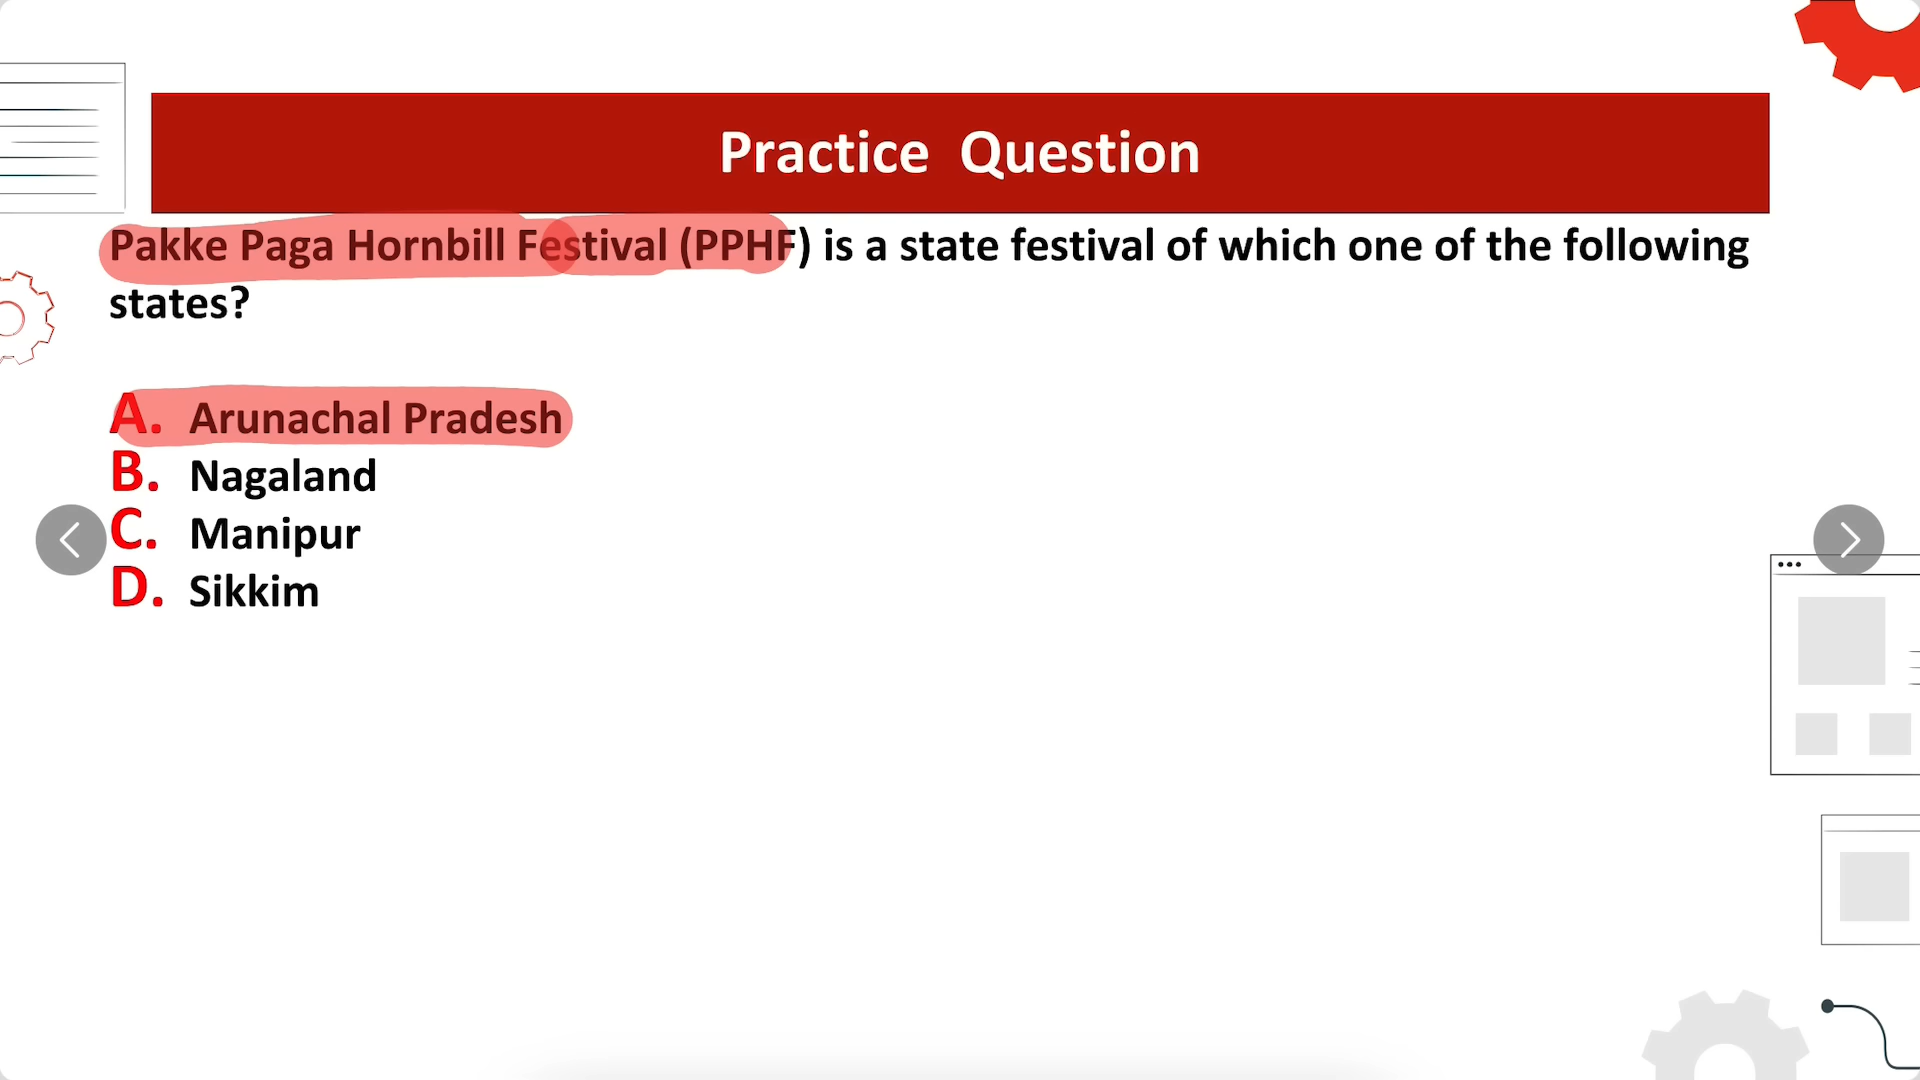 Practice Question
Pakke Paga Hornbill Festival (PPHF) is a state festival of which one of the following
states?
A. Arunachal Pradesh
B. Nagaland
C. Manipur
D. Sikkim